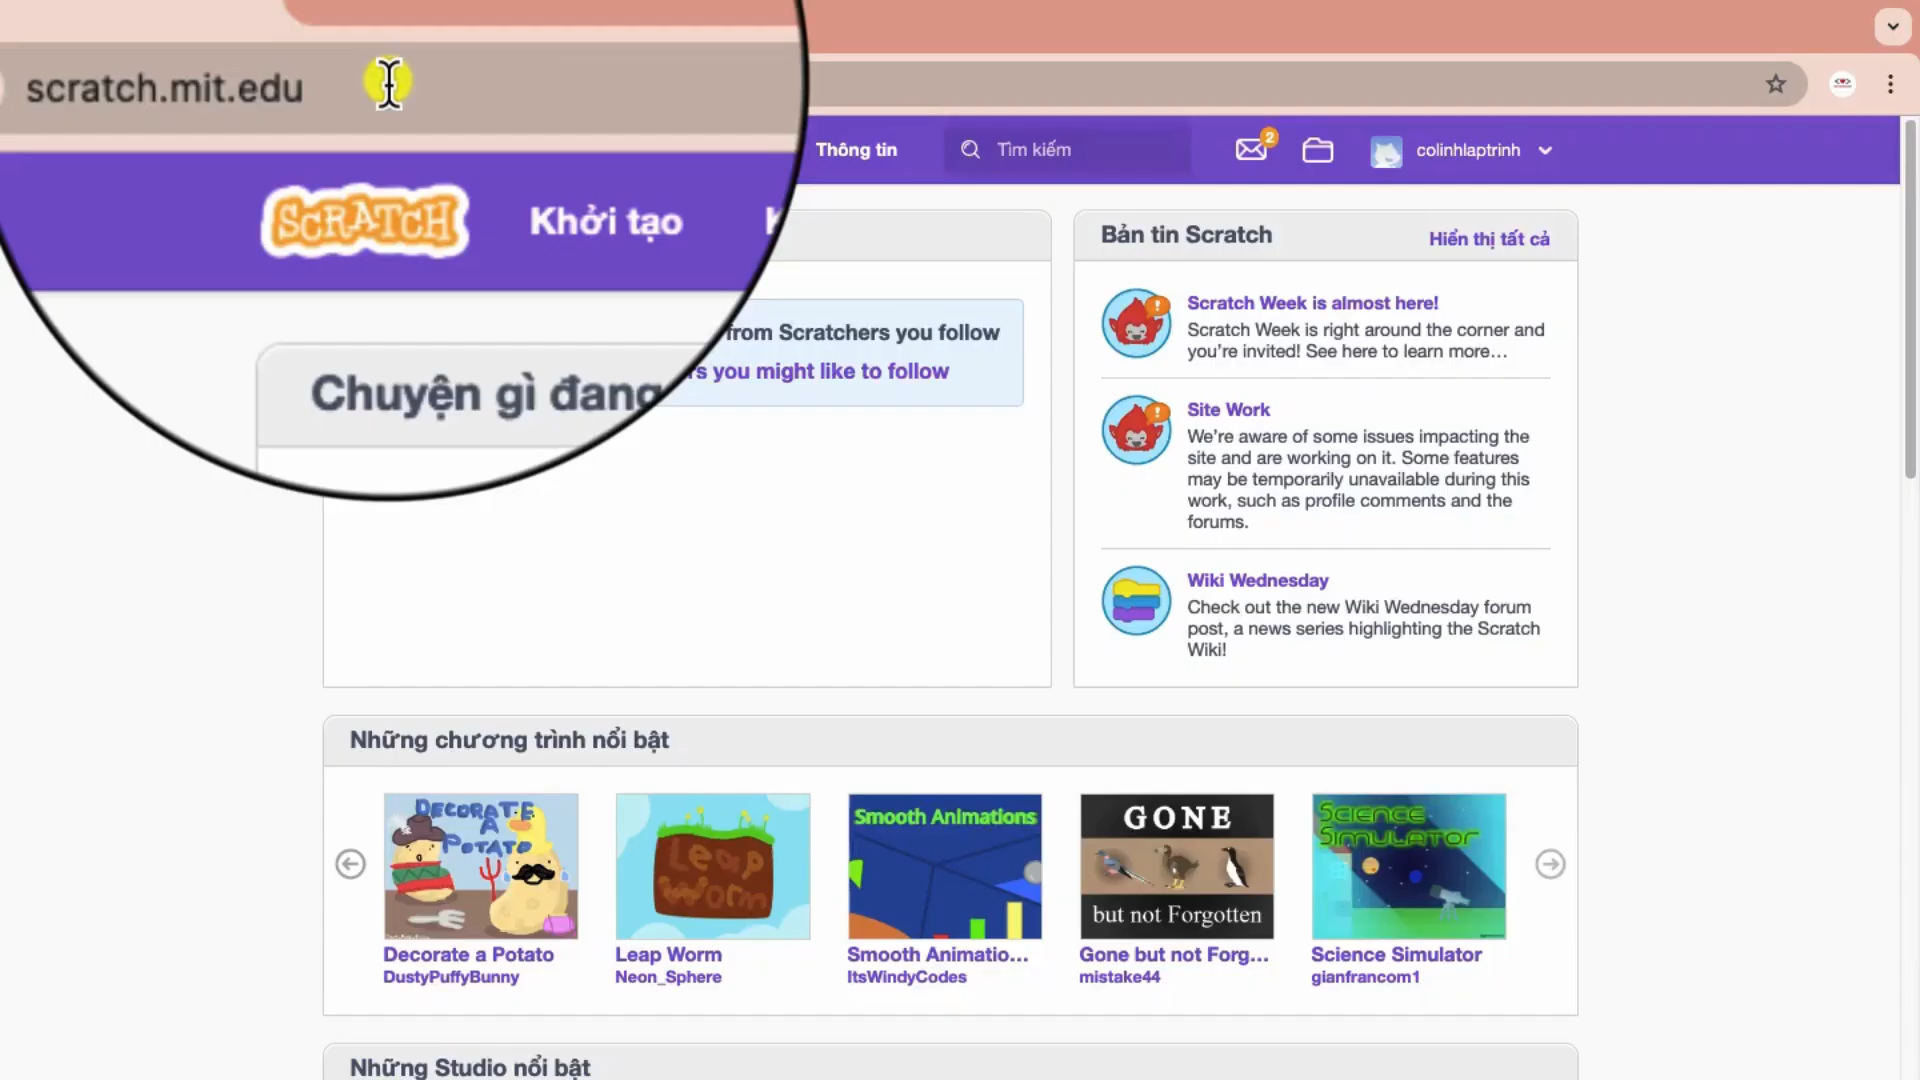 scratch.mit.edu
SCRATCH
Khởi tạo
Thông tin
Tìm kiếm
2
colinhlaptrinh
Chuyện gì đang
from Scratchers you follow
you might like to follow
Bản tin Scratch
Hiển thị tất cả
Scratch Week is almost here!
Scratch Week is right around the corner and
you're invited! See here to learn more…
Site Work
We're aware of some issues impacting the
site and are working on it. Some features
may be temporarily unavailable during this
work, such as profile comments and the
forums.
Wiki Wednesday
Check out the new Wiki Wednesday forum
post, a news series highlighting the Scratch
Wiki!
Những chương trình nổi bật
DECORATE
A
POTATO
Leap
Worm
Smooth Animations
GONE
but not Forgotten
SCIENCE
SIMULATOR
Decorate a Potato
DustyPuffyBunny
Leap Worm
Neon_Sphere
Smooth Animatio...
ItsWindyCodes
Gone but not Forg...
mistake44
Science Simulator
gianfrancom1
Những Studio nổi bật